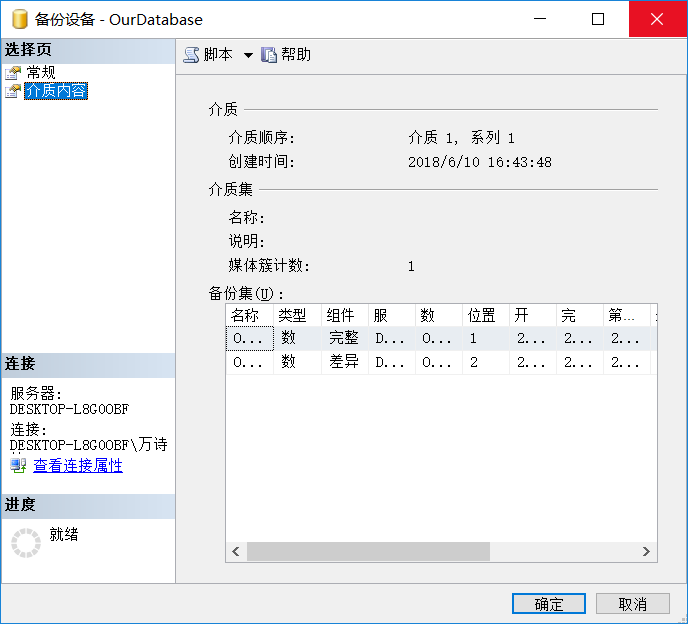 备份设备 - OurDatabase
选择页
常规
介质内容
脚本 帮助
介质
介质顺序: 介质 1, 系列 1
创建时间: 2018/6/10 16:43:48
介质集
名称:
说明:
媒体簇计数: 1
备份集(U):
名称 类型 组件 服 数 位置 开 完 第...
O... 数 完整 D... O... 1 2... 2... 2...
O... 数 差异 D... O... 2 2... 2... 2...
连接
服务器:
DESKTOP-L8GOOBF
连接:
DESKTOP-L8GOOBF\万诗
查看连接属性
进度
就绪
确定 取消